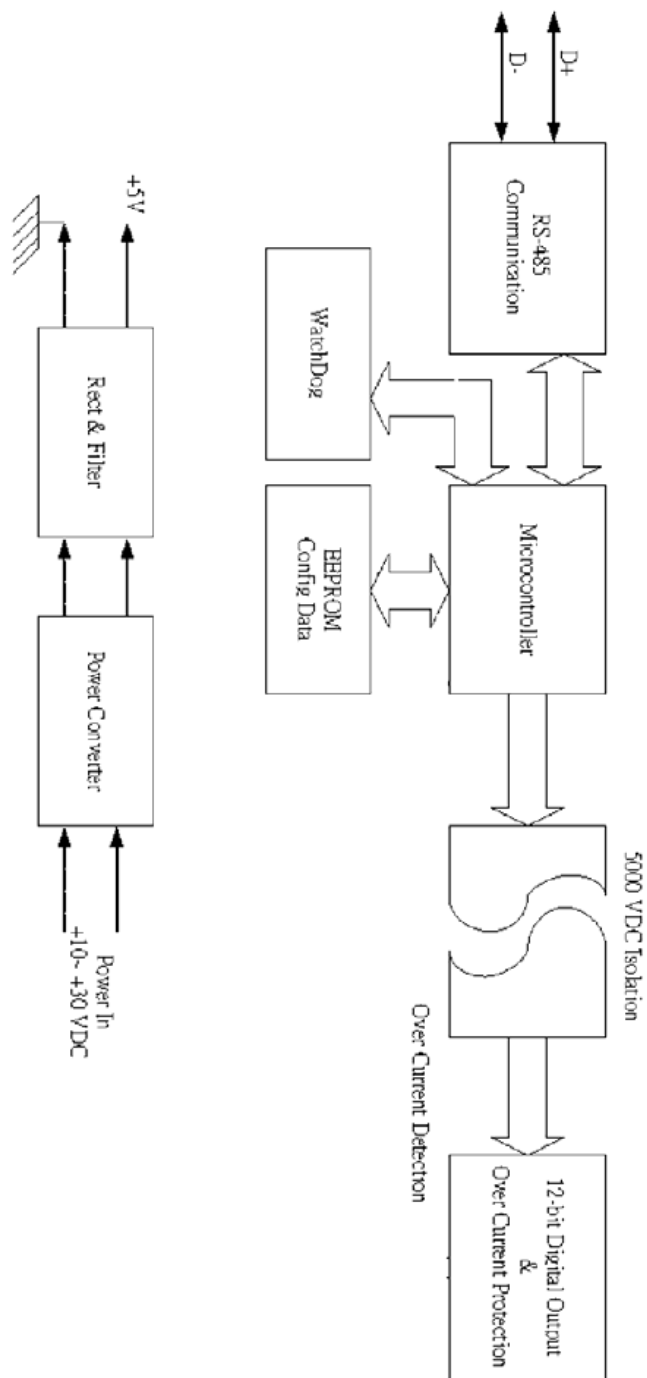 D+
D-
RS-485
Communication
Microcontroller
5000 VDC Isolation
12-bit Digital Output
&
Over Current Protection
Over Current Detection
WatchDog
EEPROM
Config Data
+5V
Rect & Filter
Power Converter
Power In
+10~ +30 VDC